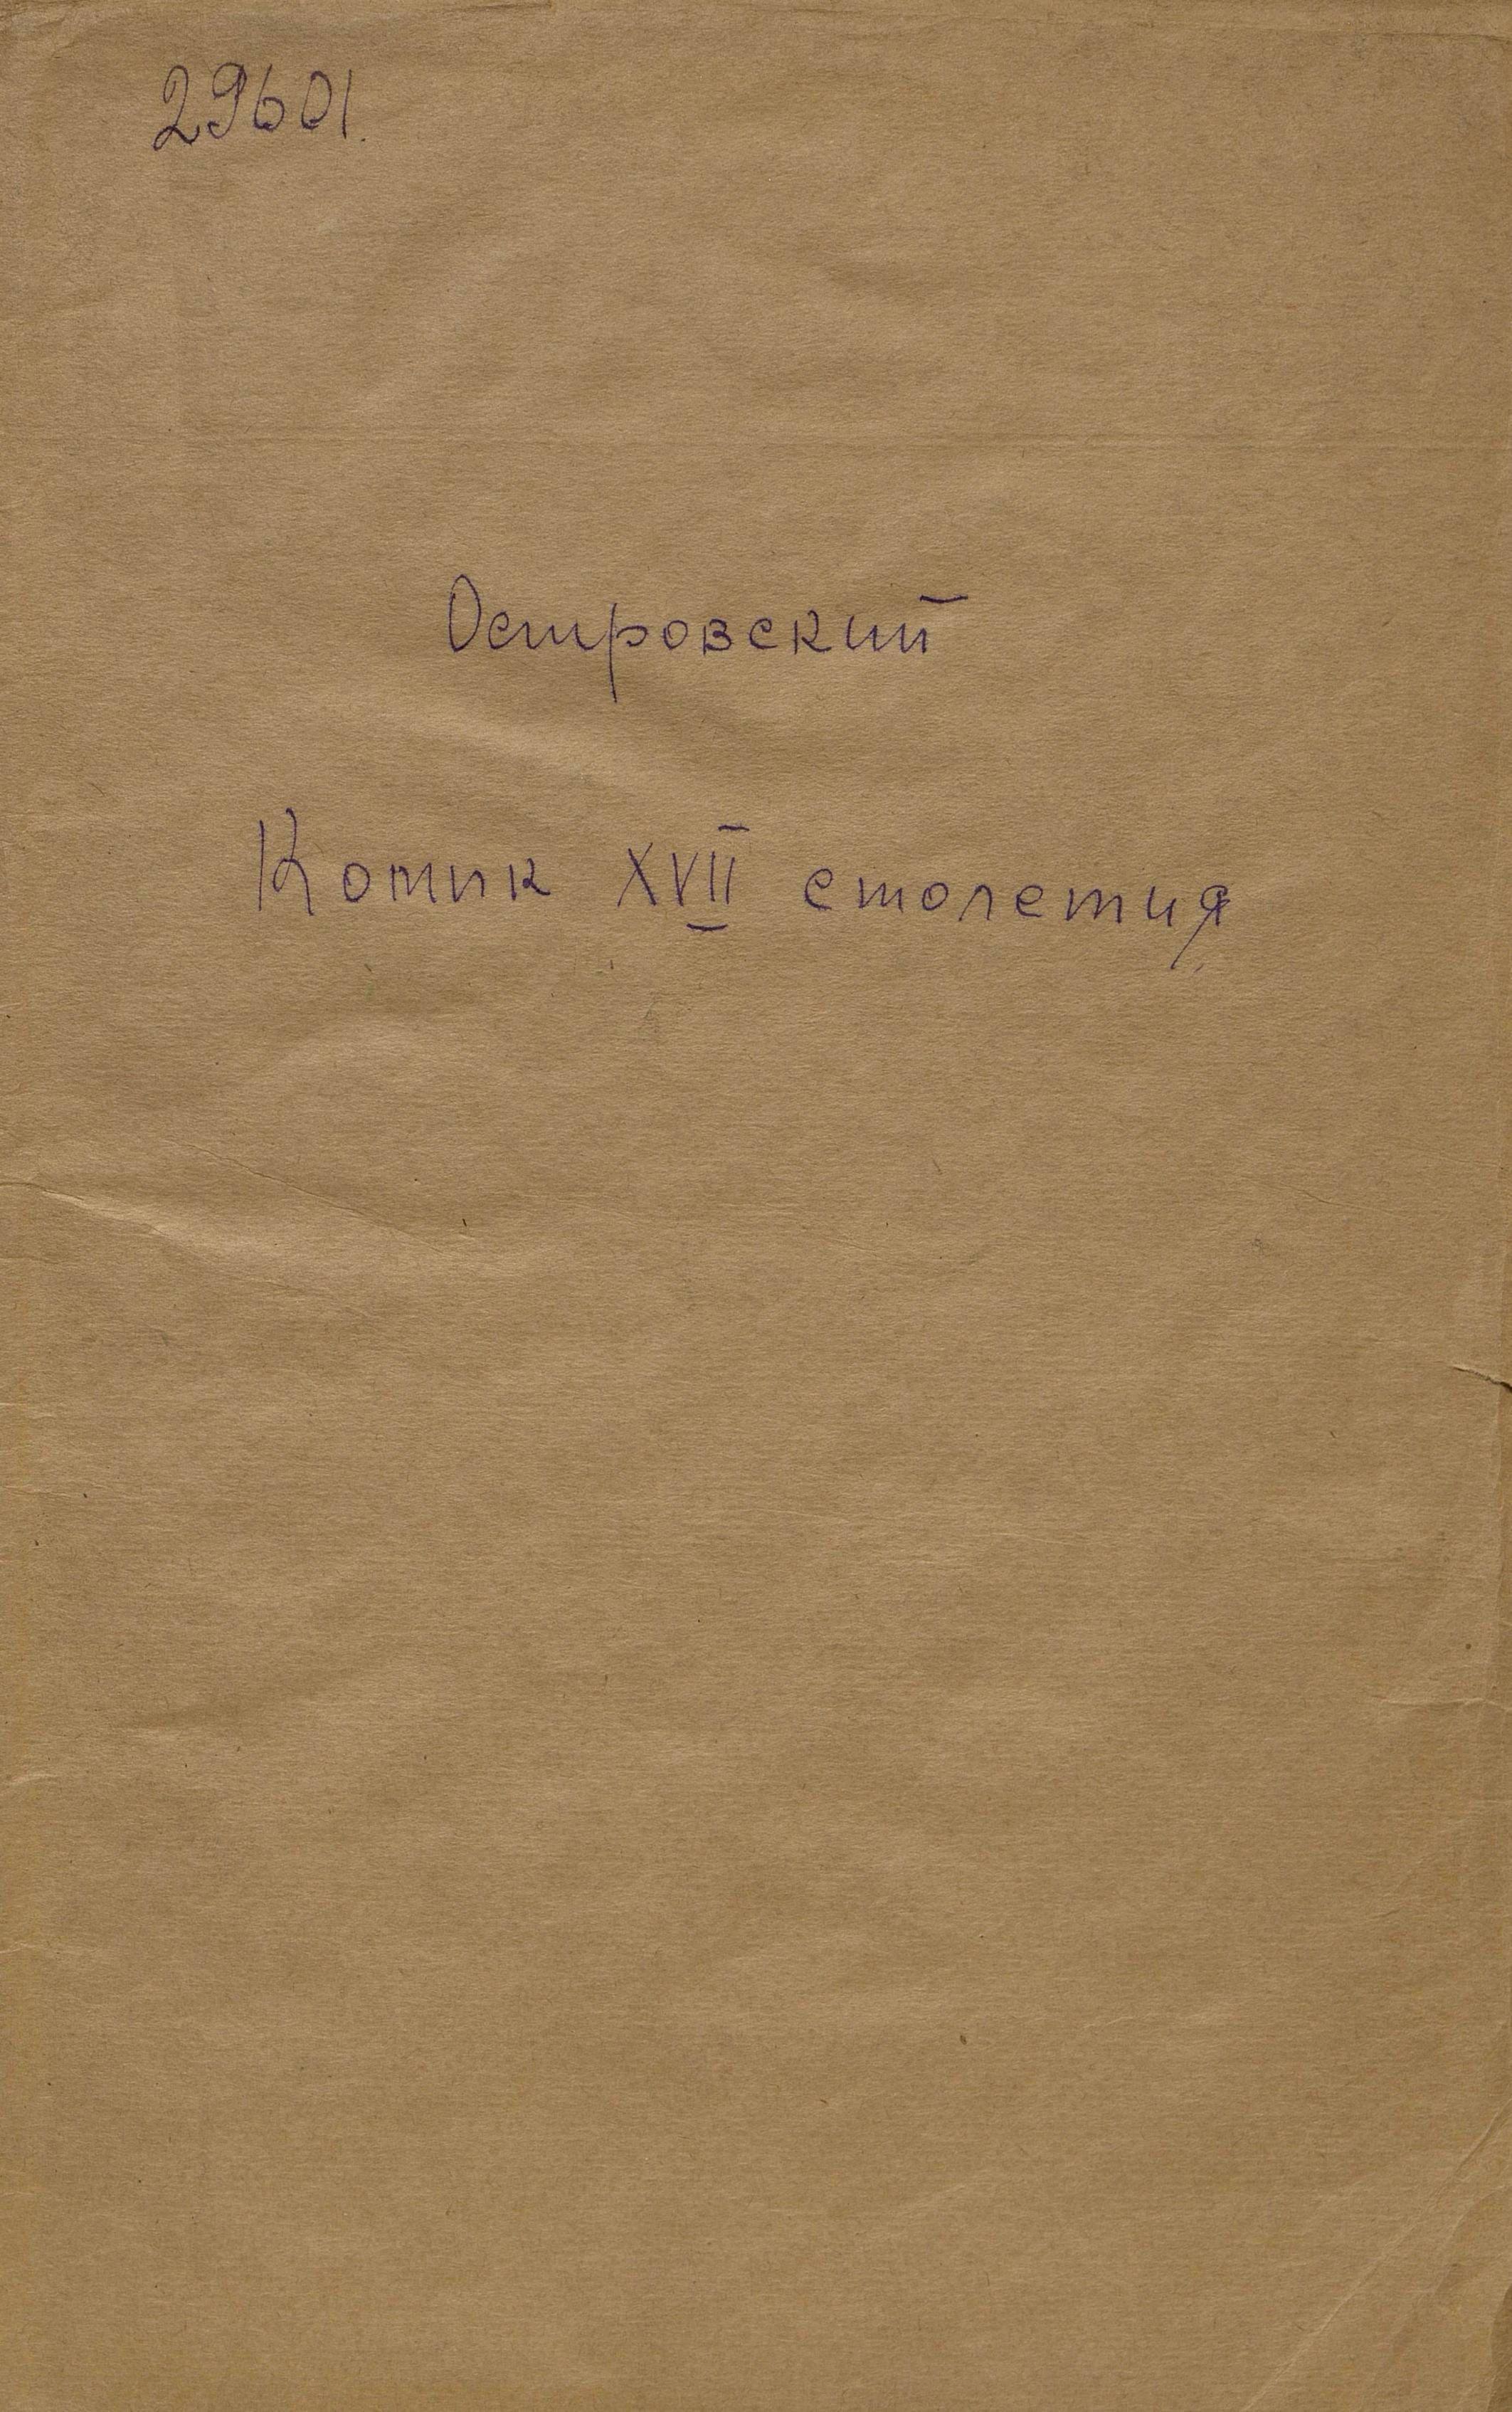 29601.
Островский
Комик XVII столетия